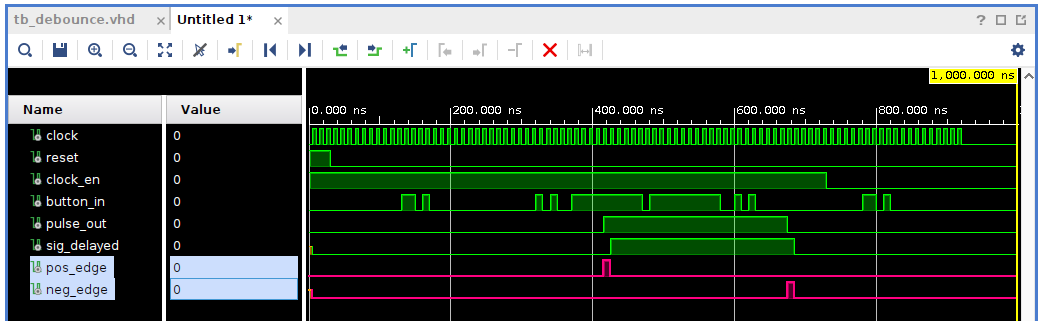 tb_debounce.vhd × Untitled 1* ×
? 
1,000.000 ns
Name Value 0.000 ns 200.000 ns 400.000 ns 600.000 ns 800.000 ns
clock 0
reset 0
clock_en 0
button_in 0
pulse_out 0
sig_delayed 0
pos_edge 0
neg_edge 0